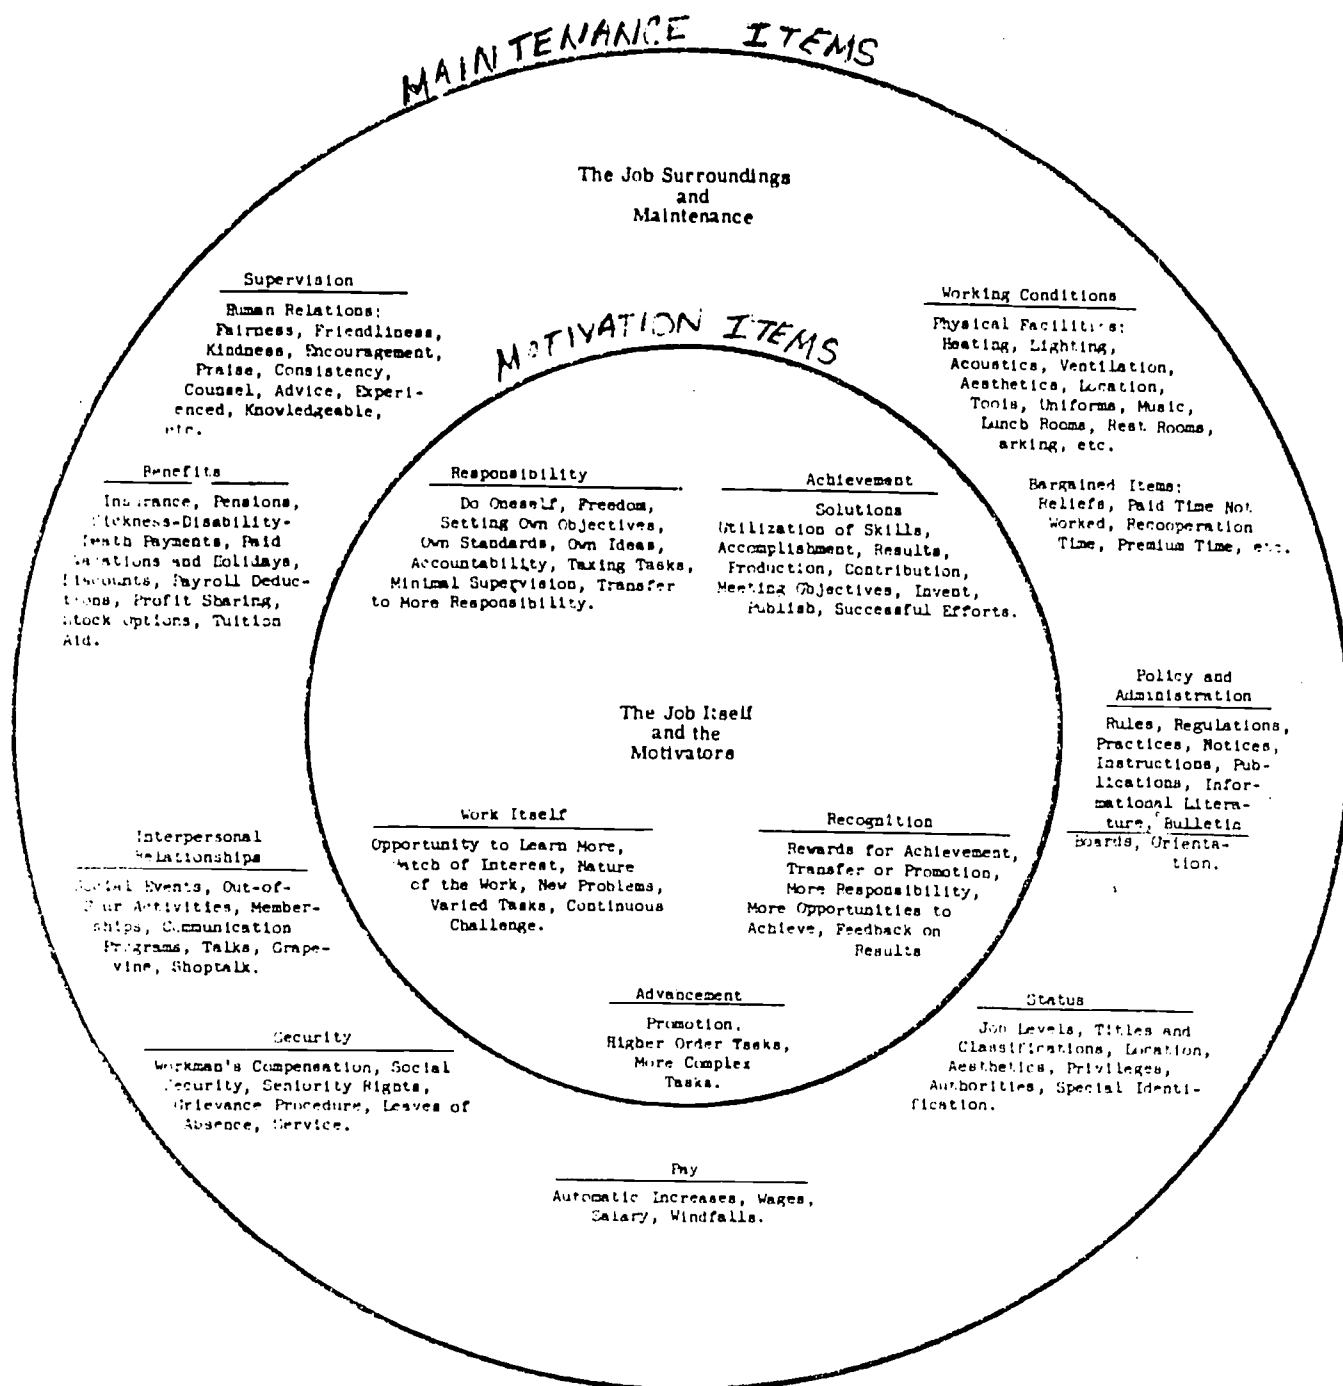 MAINTENANCE ITEMS
The Job Surroundings
and
Maintenance
Supervision
Human Relations:
Fairness, Friendliness,
Kindness, Encouragement,
Praise, Consistency,
Counsel, Advice, Experi-
enced, Knowledgeable,
etc.
Working Conditions
Physical Facilities:
Heating, Lighting,
Acoustics, Ventilation,
Aesthetics, Location,
Tools, Uniforms, Music,
Lunch Rooms, Rest Rooms,
arking, etc.
Bargained Items:
Reliefs, Paid Time Not
Worked, Recooperation
Time, Premium Time, etc.
Benefits
Insurance, Pensions,
Sickness-Disability-
Death Payments, Paid
Vacations and Holidays,
Discounts, Payroll Deduc-
tions, Profit Sharing,
Stock Options, Tuition
Aid.
MOTIVATION ITEMS
Responsibility
Do Oneself, Freedom,
Setting Own Objectives,
Own Standards, Own Ideas,
Accountability, Taxing Tasks,
Minimal Supervision, Transfer
to More Responsibility.
Achievement
Solutions
Utilization of Skills,
Accomplishment, Results,
Production, Contribution,
Meeting Objectives, Invent,
Publish, Successful Efforts.
The Job Itself
and the
Motivators
Policy and
Administration
Rules, Regulations,
Practices, Notices,
Instructions, Pub-
lications, Infor-
mational Litera-
ture, Bulletin
Boards, Orienta-
tion.
Work Itself
Opportunity to Learn More,
of Interest, Nature
of the Work, New Problems,
Varied Tasks, Continuous
Challenge.
Recognition
Rewards for Achievement,
Transfer or Promotion,
More Responsibility,
More Opportunities to
Achieve, Feedback on
Results
Interpersonal
Relationships
Social Events, Out-of-
Hour Activities, Member-
ships, Communication
Programs, Talks, Grape-
vine, Shoptalk.
Advancement
Promotion.
Higher Order Tasks,
More Complex
Tasks.
Status
Job Levels, Titles and
Classifications, Location,
Aesthetics, Privileges,
Authorities, Special Identi-
fication.
Security
Workman's Compensation, Social
Security, Seniority Rights,
Grievance Procedure, Leaves of
Absence, Service.
Pay
Automatic Increases, Wages,
Salary, Windfalls.